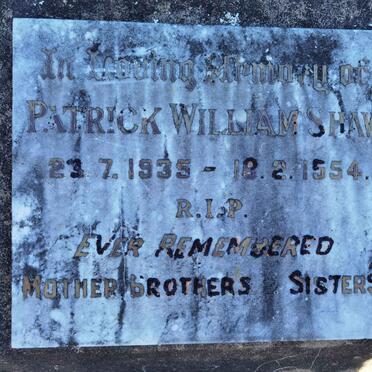 In Loving Memory of
PATRICK WILLIAM SHAW
23.7.1935 - 18.2.1954.
R.I.P.
EVER REMEMBERED
MOTHER BROTHERS SISTERS